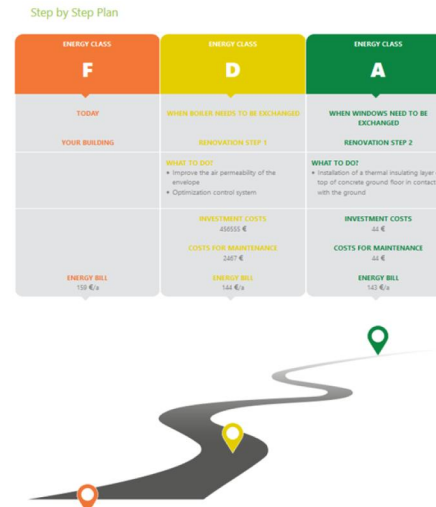 Step by Step Plan
ENERGY CLASS
F
TODAY
YOUR BUILDING
ENERGY BILL
159 €/a
ENERGY CLASS
D
WHEN BOILER NEEDS TO BE EXCHANGED
RENOVATION STEP 1
WHAT TO DO?
• Improve the air permeability of the
envelope
• Optimization control system
INVESTMENT COSTS
456555 €
COSTS FOR MAINTENANCE
2467 €
ENERGY BILL
144 €/a
ENERGY CLASS
A
WHEN WINDOWS NEED TO BE
EXCHANGED
RENOVATION STEP 2
WHAT TO DO?
• Installation of a thermal insulating layer
top of concrete ground floor in contact
with the ground
INVESTMENT COSTS
44 €
COSTS FOR MAINTENANCE
44 €
ENERGY BILL
143 €/a